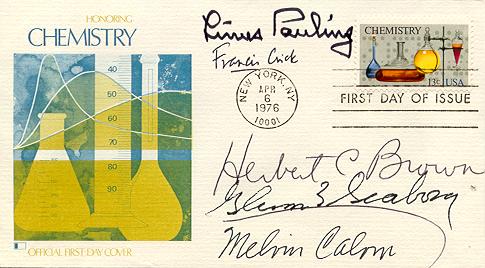 HONORING
CHEMISTRY
40
50
60
70
80
90
OFFICIAL FIRST DAY COVER
Linus Pauling
Francis Crick
NEW YORK, NY
APR
6
1976
10001
CHEMISTRY
13c USA
FIRST DAY OF ISSUE
Herbert C Brown
Glenn T Seaborg
Melvin Calvin